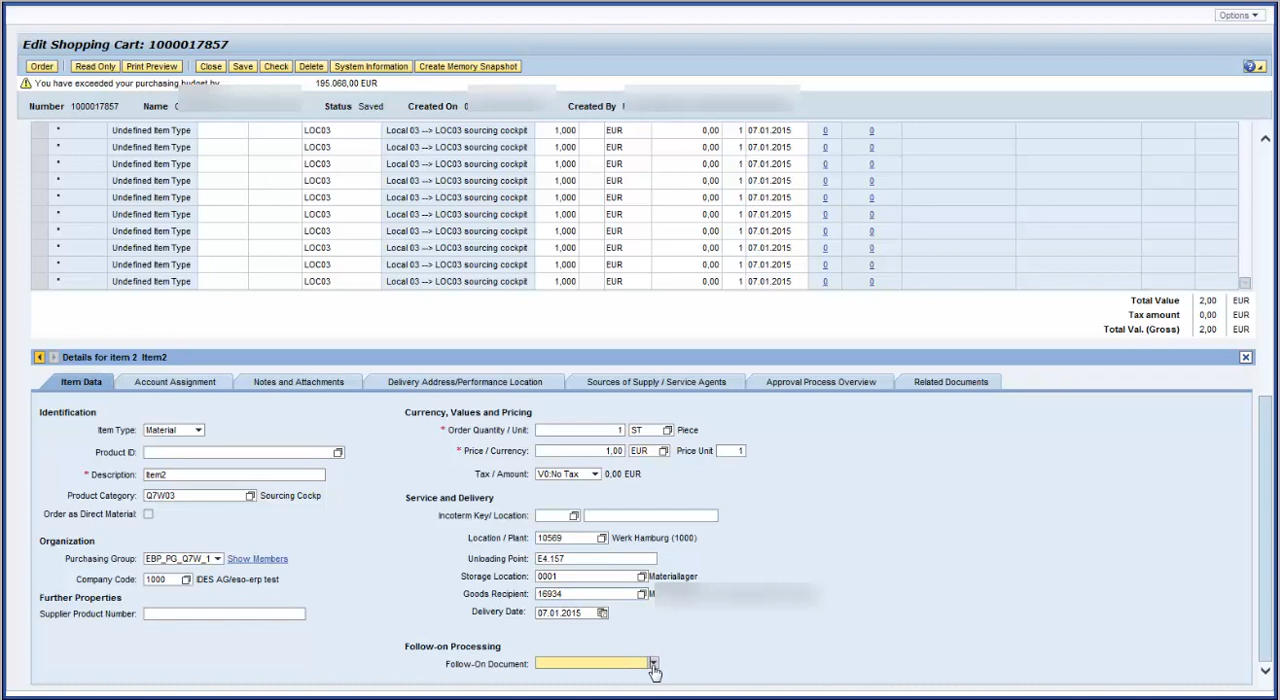 Options
Edit Shopping Cart: 1000017857
Order Read Only Print Preview Close Save Check Delete System Information Create Memory Snapshot
You have exceeded your purchasing budget by 195.068,00 EUR
Number 1000017857 Name Status Saved Created On Created By
* Undefined Item Type LOC03 Local 03 --> LOC03 sourcing cockpit 1,000 EUR 0,00 1 07.01.2015 0 0
* Undefined Item Type LOC03 Local 03 --> LOC03 sourcing cockpit 1,000 EUR 0,00 1 07.01.2015 0 0
* Undefined Item Type LOC03 Local 03 --> LOC03 sourcing cockpit 1,000 EUR 0,00 1 07.01.2015 0 0
* Undefined Item Type LOC03 Local 03 --> LOC03 sourcing cockpit 1,000 EUR 0,00 1 07.01.2015 0 0
* Undefined Item Type LOC03 Local 03 --> LOC03 sourcing cockpit 1,000 EUR 0,00 1 07.01.2015 0 0
* Undefined Item Type LOC03 Local 03 --> LOC03 sourcing cockpit 1,000 EUR 0,00 1 07.01.2015 0 0
* Undefined Item Type LOC03 Local 03 --> LOC03 sourcing cockpit 1,000 EUR 0,00 1 07.01.2015 0 0
* Undefined Item Type LOC03 Local 03 --> LOC03 sourcing cockpit 1,000 EUR 0,00 1 07.01.2015 0 0
* Undefined Item Type LOC03 Local 03 --> LOC03 sourcing cockpit 1,000 EUR 0,00 1 07.01.2015 0 0
* Undefined Item Type LOC03 Local 03 --> LOC03 sourcing cockpit 1,000 EUR 0,00 1 07.01.2015 0 0
Total Value 2,00 EUR
Tax amount 0,00 EUR
Total Val. (Gross) 2,00 EUR
Details for item 2 Item2
Item Data Account Assignment Notes and Attachments Delivery Address/Performance Location Sources of Supply / Service Agents Approval Process Overview Related Documents
Identification
Item Type: Material
Product ID:
* Description: Item2
Product Category: Q7W03 Sourcing Cockp
Order as Direct Material:
Organization
Purchasing Group: EBP_PG_Q7W_1 Show Members
Company Code: 1000 IDES AG/eso-erp test
Further Properties
Supplier Product Number:
Currency, Values and Pricing
* Order Quantity / Unit: 1 ST Piece
* Price / Currency: 1,00 EUR Price Unit 1
Tax / Amount: V0:No Tax 0,00 EUR
Service and Delivery
Incoterm Key/ Location:
Location / Plant: 10569 Werk Hamburg (1000)
Unloading Point: E4.157
Storage Location: 0001 Materiallager
Goods Recipient: 16934 M
Delivery Date: 07.01.2015
Follow-on Processing
Follow-On Document: